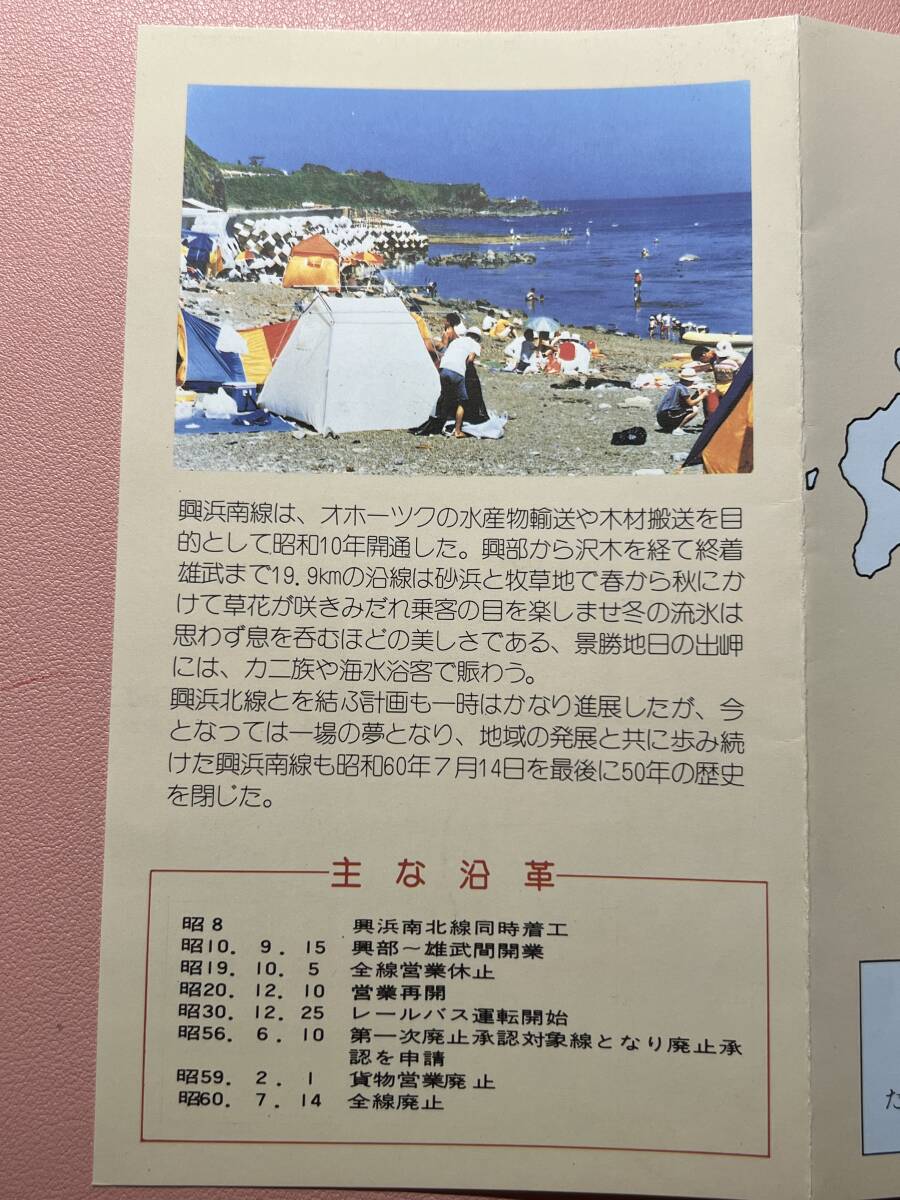 興浜南線は、オホーツクの水産物輸送や木材搬送を目
的として昭和10年開通した。興部から沢木を経て終着
雄武まで19.9kmの沿線は砂浜と牧草地で春から秋にか
けて草花が咲きみだれ乗客の目を楽しませ冬の流氷は
思わず息を呑むほどの美しさである、景勝地日の出岬
には、カニ族や海水浴客で賑わう。
興浜北線とを結ぶ計画も一時はかなり進展したが、今
となっては一場の夢となり、地域の発展と共に歩み続
けた興浜南線も昭和60年7月14日を最後に50年の歴史
を閉じた。
主な沿革
昭8 興浜南北線同時着工
昭10. 9. 15 興部～雄武間開業
昭19. 10. 5 全線営業休止
昭20. 12. 10 営業再開
昭30. 12. 25 レールバス運転開始
昭56. 6. 10 第一次廃止承認対象線となり廃止承
認を申請
昭59. 2. 1 貨物営業廃止
昭60. 7. 14 全線廃止
た